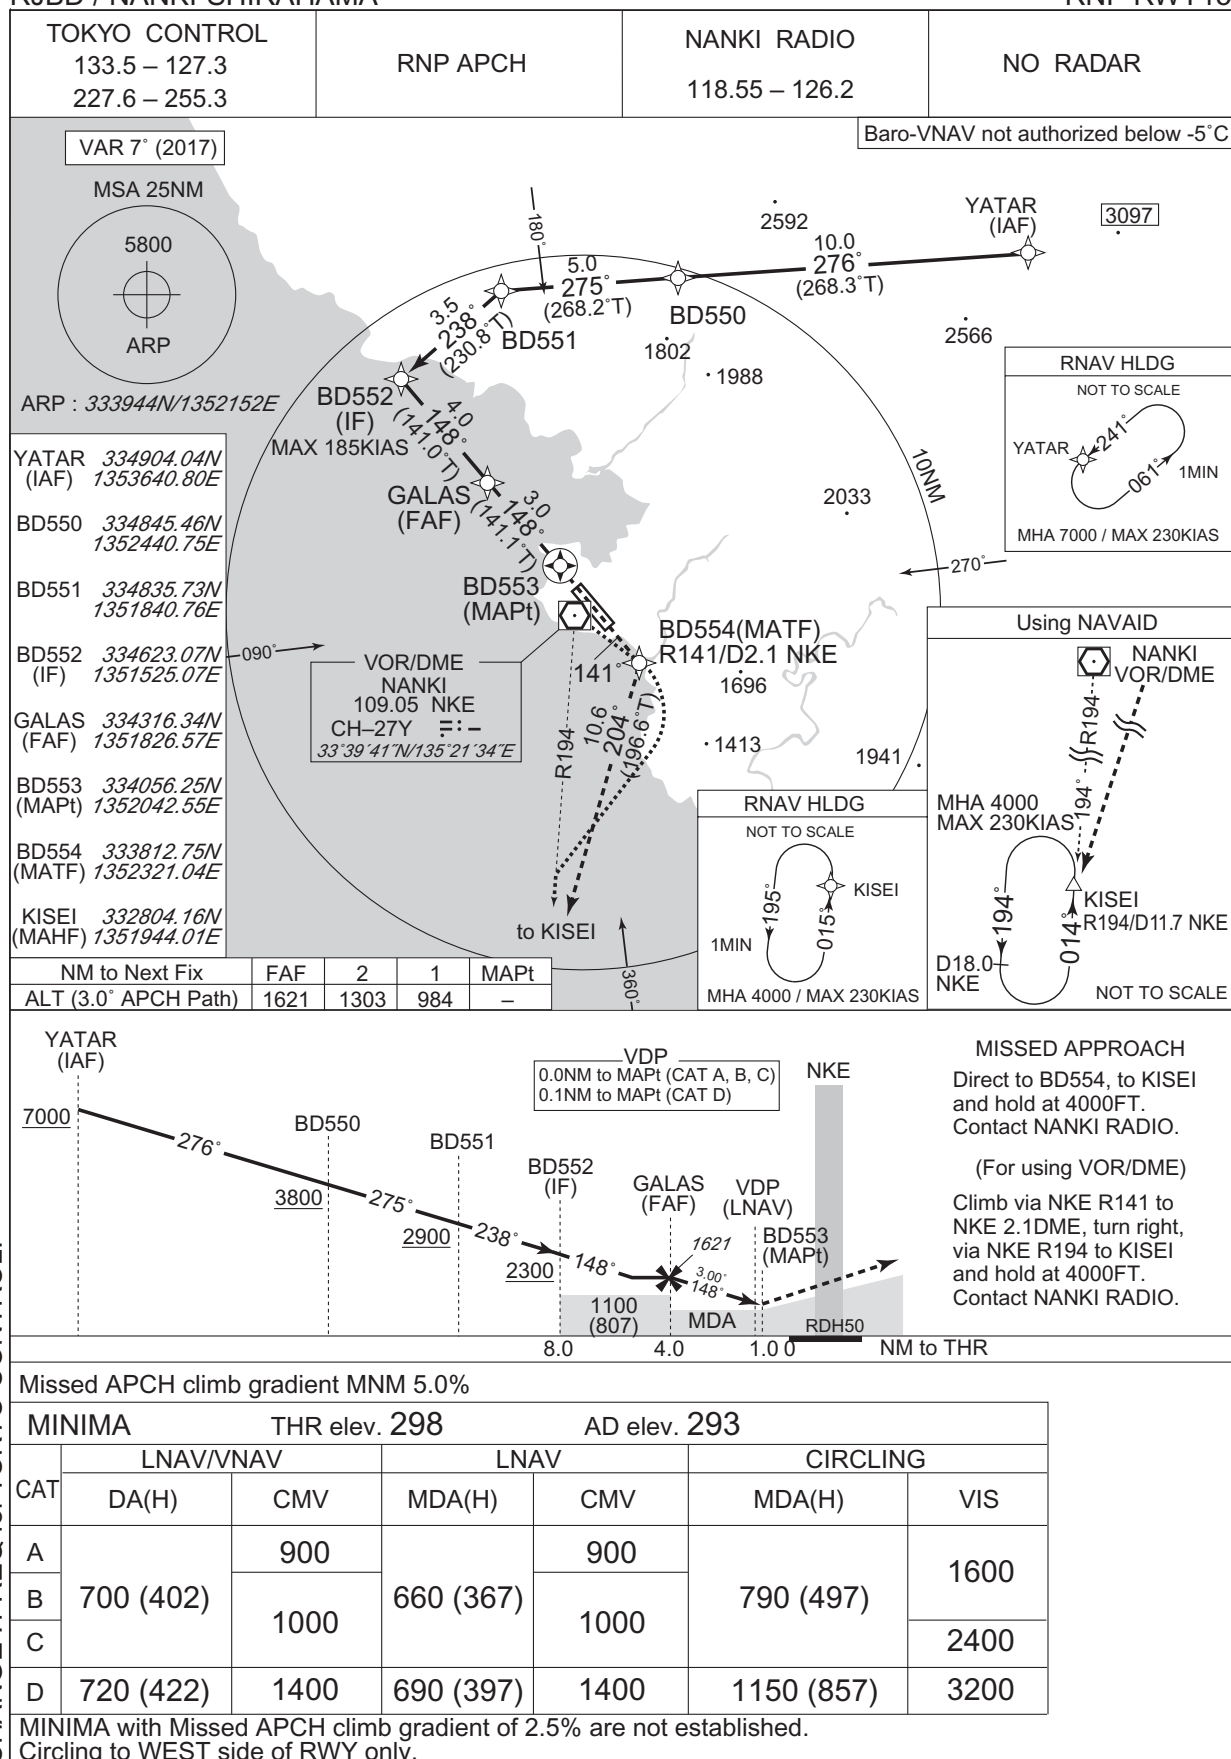 RJBD / NANKI-SHIRAHAMA
TOKYO CONTROL
133.5 – 127.3
227.6 – 255.3
RNP APCH
NANKI RADIO
118.55 – 126.2
NO RADAR
VAR 7˚ (2017)
Baro-VNAV not authorized below -5˚C
MSA 25NM
5800
ARP
ARP : 333944N/1352152E
180˚
2592
YATAR
(IAF)
3097
10.0
276˚
(268.3˚T)
5.0
275˚
(268.2˚T)
BD550
BD551
3.5
238˚
(230.8˚T)
1802
1988
2566
BD552
(IF)
MAX 185KIAS
4.0
148˚
(141.0˚T)
GALAS
(FAF)
3.0
148˚
(141.1˚T)
BD553
(MAPt)
10NM
2033
270˚
090˚
RNAV HLDG
NOT TO SCALE
YATAR
241˚
061˚
1MIN
MHA 7000 / MAX 230KIAS
YATAR 334904.04N
(IAF) 1353640.80E
BD550 334845.46N
1352440.75E
BD551 334835.73N
1351840.76E
BD552 334623.07N
(IF) 1351525.07E
GALAS 334316.34N
(FAF) 1351826.57E
BD553 334056.25N
(MAPt) 1352042.55E
BD554 333812.75N
(MATF) 1352321.04E
KISEI 332804.16N
(MAHF) 1351944.01E
VOR/DME
NANKI
109.05 NKE
CH–27Y
33˚39´41˝N/135˚21´34˝E
BD554(MATF)
R141/D2.1 NKE
141˚
1696
1413
1941
R194
10.6
204˚
(196.6˚T)
to KISEI
360˚
RNAV HLDG
NOT TO SCALE
195˚
015˚
KISEI
1MIN
MHA 4000 / MAX 230KIAS
Using NAVAID
NANKI
VOR/DME
R194
194˚
MHA 4000
MAX 230KIAS
194˚
014˚
KISEI
R194/D11.7 NKE
D18.0
NKE
NOT TO SCALE
NM to Next Fix FAF 2 1 MAPt
ALT (3.0˚ APCH Path) 1621 1303 984 –
YATAR
(IAF)
7000
276˚
BD550
3800
275˚
BD551
2900
238˚
BD552
(IF)
2300
148˚
GALAS
(FAF)
1621
3.00˚
148˚
VDP
0.0NM to MAPt (CAT A, B, C)
0.1NM to MAPt (CAT D)
VDP
(LNAV)
BD553
(MAPt)
NKE
1100
(807)
MDA
RDH50
8.0 4.0 1.0 0 NM to THR
MISSED APPROACH
Direct to BD554, to KISEI
and hold at 4000FT.
Contact NANKI RADIO.
(For using VOR/DME)
Climb via NKE R141 to
NKE 2.1DME, turn right,
via NKE R194 to KISEI
and hold at 4000FT.
Contact NANKI RADIO.
Missed APCH climb gradient MNM 5.0%
MINIMA THR elev. 298 AD elev. 293
CAT LNAV/VNAV LNAV CIRCLING
DA(H) CMV MDA(H) CMV MDA(H) VIS
A 700 (402) 900 660 (367) 900 790 (497) 1600
B 1000 1000
C 2400
D 720 (422) 1400 690 (397) 1400 1150 (857) 3200
MINIMA with Missed APCH climb gradient of 2.5% are not established.
Circling to WEST side of RWY only.